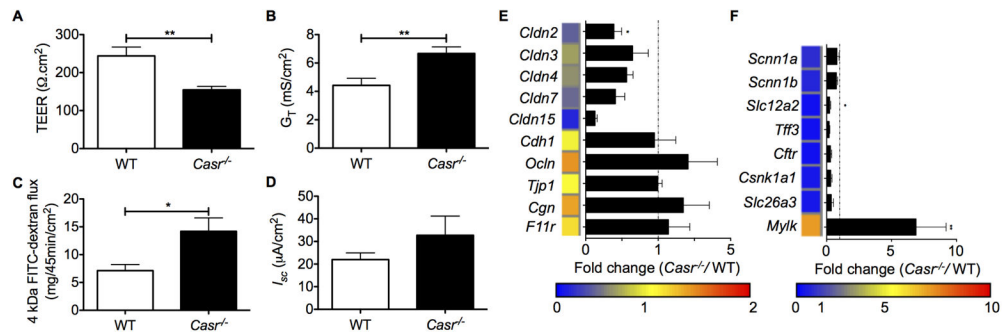 A
TEER (Ω.cm2)
300
200
150
100
0
**
WT
Casr-/-
B
GT (mS/cm2)
8
6
4
2
0
**
WT
Casr-/-
C
4 kDa FITC-dextran flux
(mg/45min/cm2)
20
15
10
5
0
*
WT
Casr-/-
D
Isc (µA/cm2)
50
40
30
20
10
0
WT
Casr-/-
E
Cldn2
Cldn3
Cldn4
Cldn7
Cldn15
Cdh1
Ocln
Tjp1
Cgn
F11r
*
0
1
5
Fold change (Casr-/-/ WT)
0
1
2
F
Scnn1a
Scnn1b
Slc12a2
Tff3
Cftr
Csnk1a1
Slc26a3
Mylk
*
**
0
5
10
Fold change (Casr-/-/ WT)
0
1
5
10